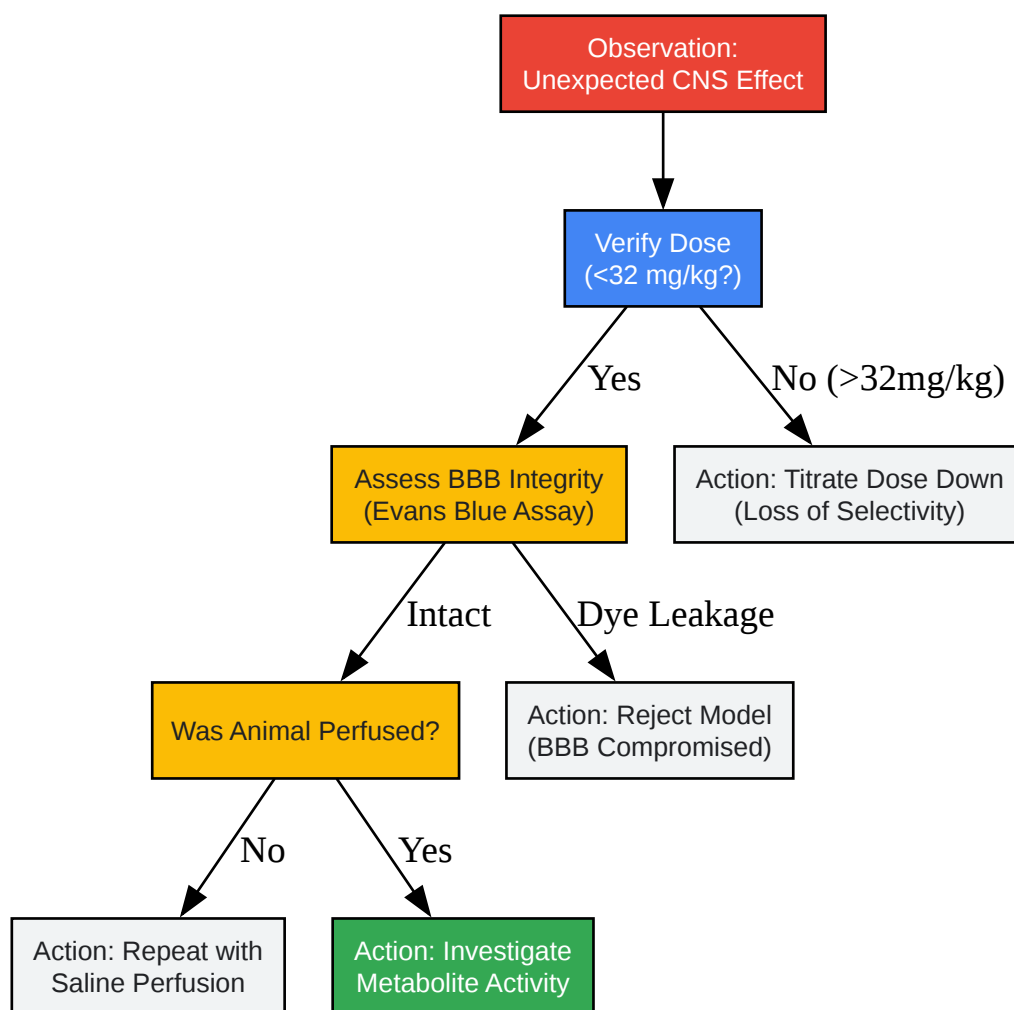 Observation:
Unexpected CNS Effect
Verify Dose
(<32 mg/kg?)
Yes
No (>32mg/kg)
Assess BBB Integrity
(Evans Blue Assay)
Action: Titrate Dose Down
(Loss of Selectivity)
Intact
Dye Leakage
Was Animal Perfused?
Action: Reject Model
(BBB Compromised)
No
Yes
Action: Repeat with
Saline Perfusion
Action: Investigate
Metabolite Activity